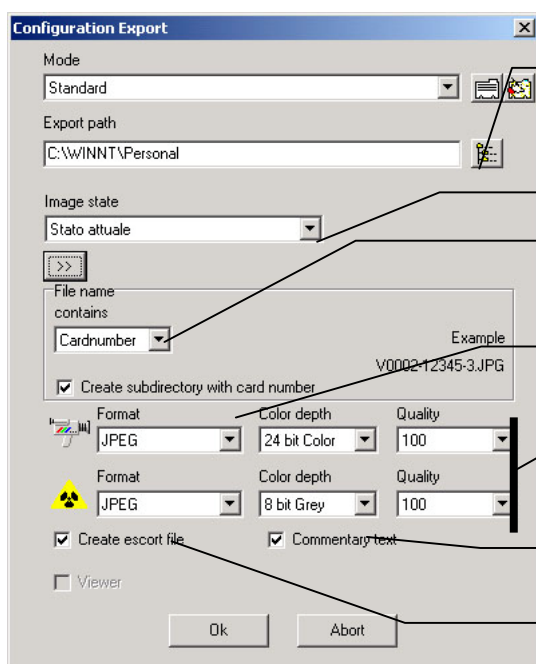 Configuration Export
Mode
Standard
Export path
C:\WINNT\Personal
Image state
Stato attuale
>>
File name
contains
Cardnumber
Example
V0002-12345-3.JPG
Create subdirectory with card number
Format Color depth Quality
JPEG 24 bit Color 100
Format Color depth Quality
JPEG 8 bit Grey 100
Create escort file Commentary text
Viewer
Ok Abort